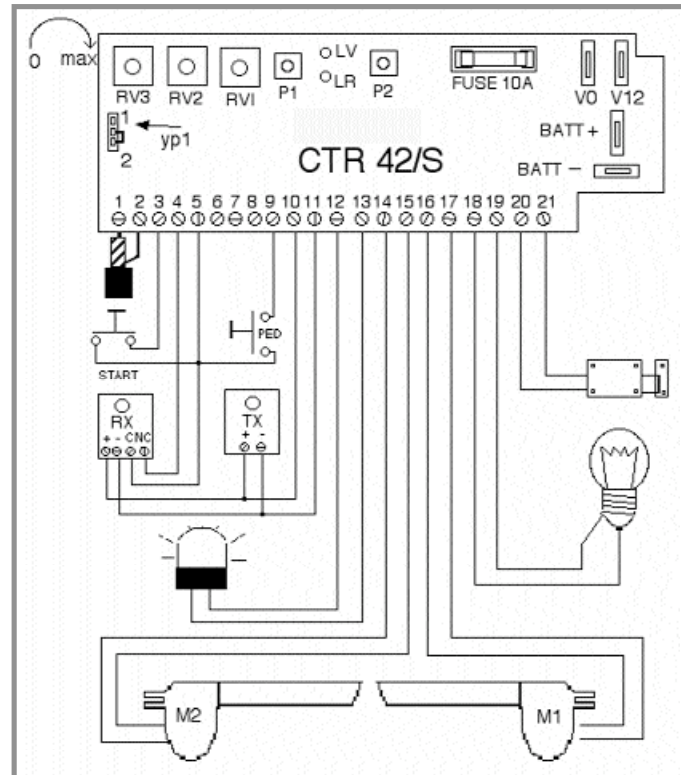 0 max
RV3 RV2 RV1 P1 LV LR P2 FUSE 10A V0 V12
1
yp1
2
BATT +
BATT -
CTR 42/S
1 2 3 4 5 6 7 8 9 10 11 12 13 14 15 16 17 18 19 20 21
PED
START
RX
+ - CNC
TX
+ -
M2 M1